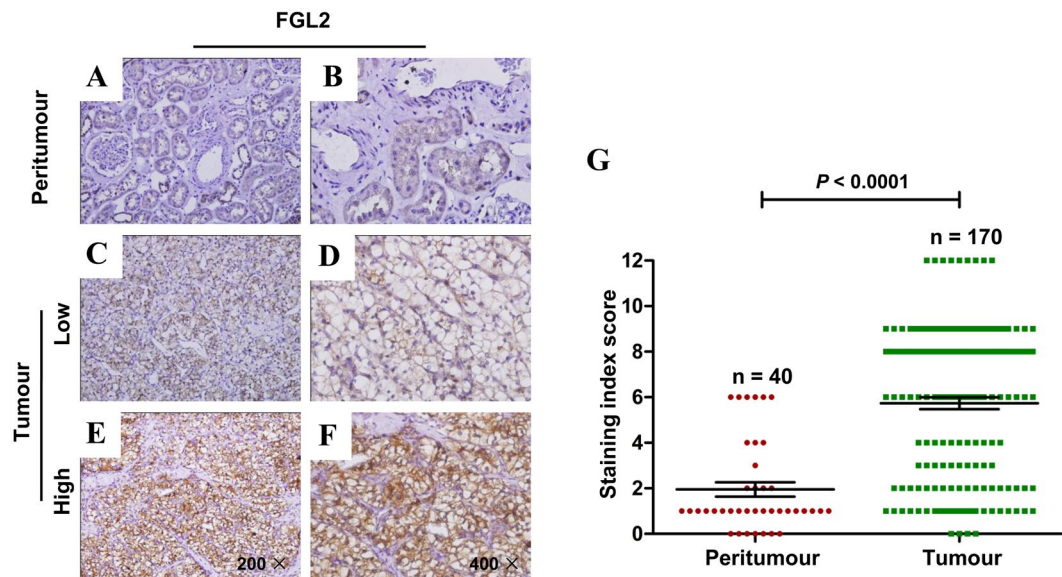 FGL2
A
B
Peritumour
C
D
Low
Tumour
E
F
High
200 ×
400 ×
G
P < 0.0001
n = 170
n = 40
Staining index score
12
10
8
6
4
2
0
Peritumour
Tumour